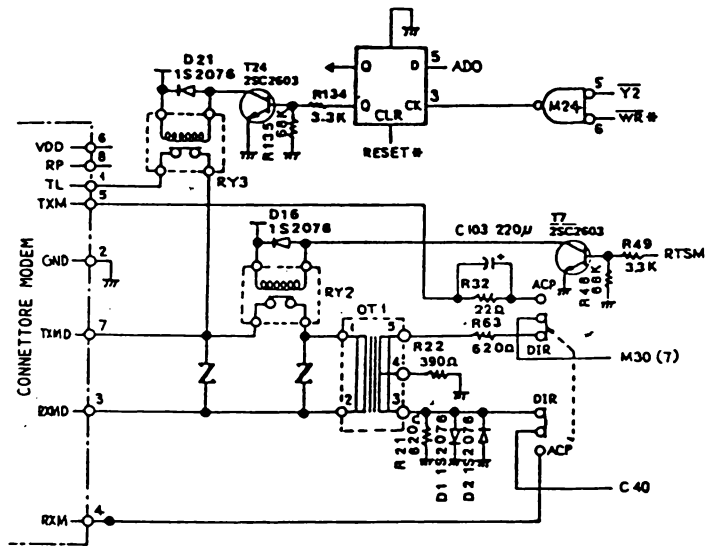 D21
1S2076
T24
2SC2603
R134
3.3K
R135
68K
Q
D
5
ADO
Q
CK
3
CLR
RESET*
M24
5
Y2
6
WR*
CONNETTORE MODEM
VDD
6
RP
8
TL
1
TXM
5
GND
2
TXMD
7
RXMD
3
RXM
4
RY3
D16
1S2076
RY2
C103 220µ
+
T7
2SC2603
R49
3.3K
RTSM
R48
68K
R32
22Ω
ACP
OT1
1
5
R63
620Ω
DIR
M30 (7)
R22
390Ω
4
2
3
R21
620Ω
D1 1S2076
D2 1S2076
DIR
ACP
C40